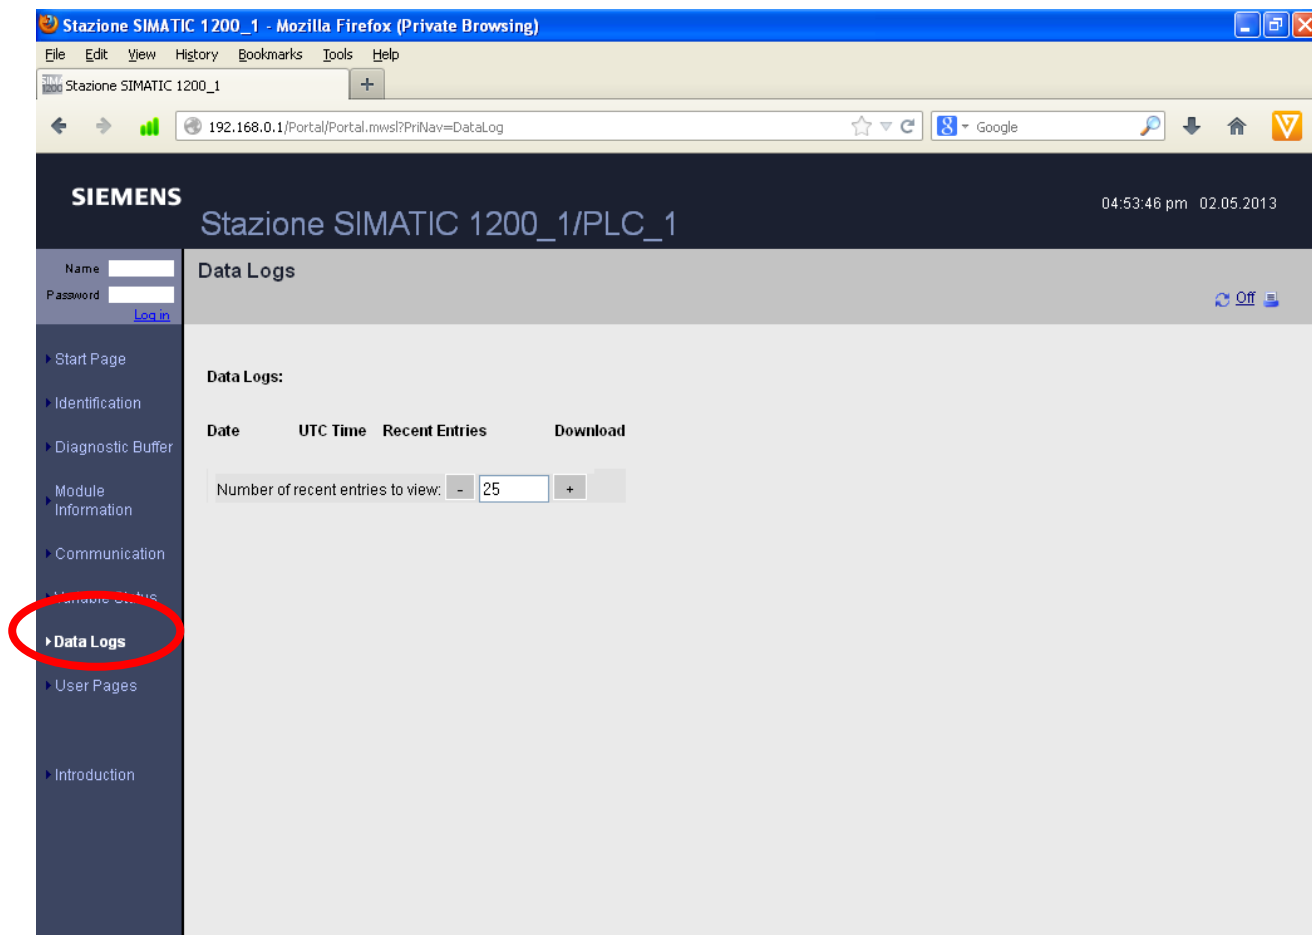 Stazione SIMATIC 1200_1 - Mozilla Firefox (Private Browsing)
File Edit View History Bookmarks Tools Help
Stazione SIMATIC 1200_1 +
192.168.0.1/Portal/Portal.mwsl?PriNav=DataLog
Google
SIEMENS
Stazione SIMATIC 1200_1/PLC_1
04:53:46 pm 02.05.2013
Name
Password
Log in
Data Logs
Off
Start Page
Identification
Diagnostic Buffer
Module
Information
Communication
Variable Status
Data Logs
User Pages
Introduction
Data Logs:
Date UTC Time Recent Entries Download
Number of recent entries to view: - 25 +